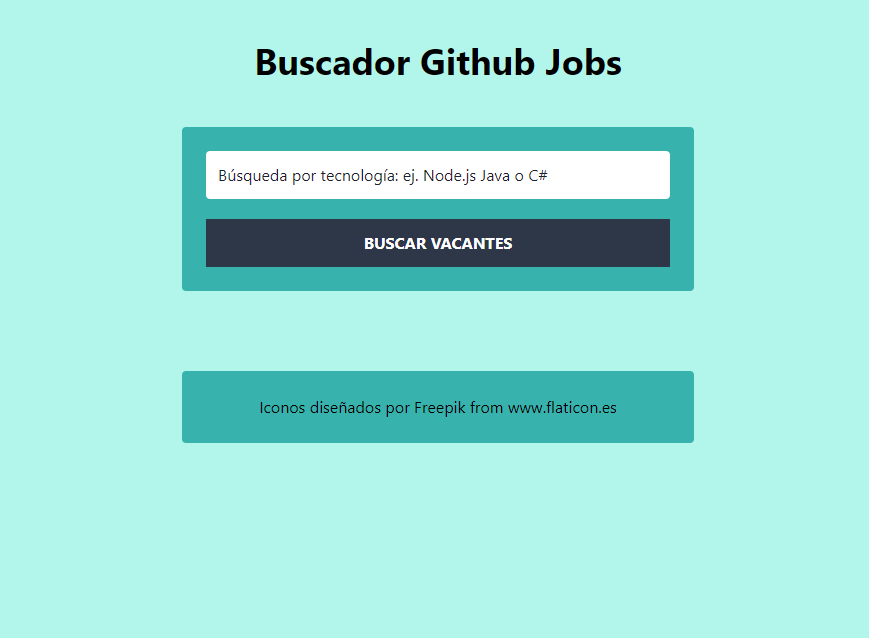 Buscador Github Jobs
Búsqueda por tecnología: ej. Node.js Java o C#
BUSCAR VACANTES
Iconos diseñados por Freepik from www.flaticon.es